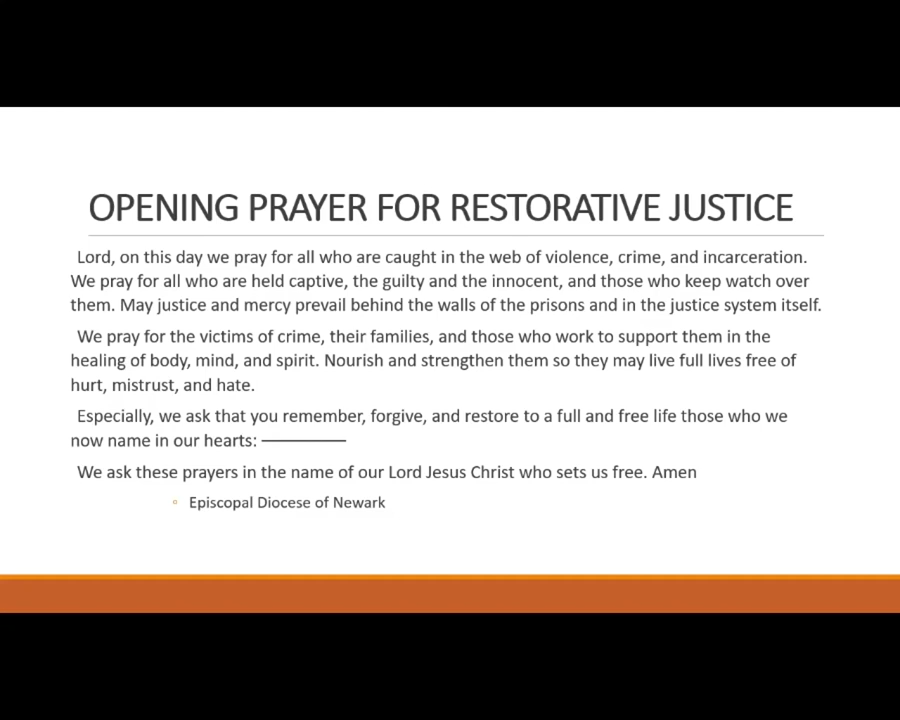 OPENING PRAYER FOR RESTORATIVE JUSTICE
Lord, on this day we pray for all who are caught in the web of violence, crime, and incarceration.
We pray for all who are held captive, the guilty and the innocent, and those who keep watch over
them. May justice and mercy prevail behind the walls of the prisons and in the justice system itself.
We pray for the victims of crime, their families, and those who work to support them in the
healing of body, mind, and spirit. Nourish and strengthen them so they may live full lives free of
hurt, mistrust, and hate.
Especially, we ask that you remember, forgive, and restore to a full and free life those who we
now name in our hearts: —————
We ask these prayers in the name of our Lord Jesus Christ who sets us free. Amen
◦ Episcopal Diocese of Newark